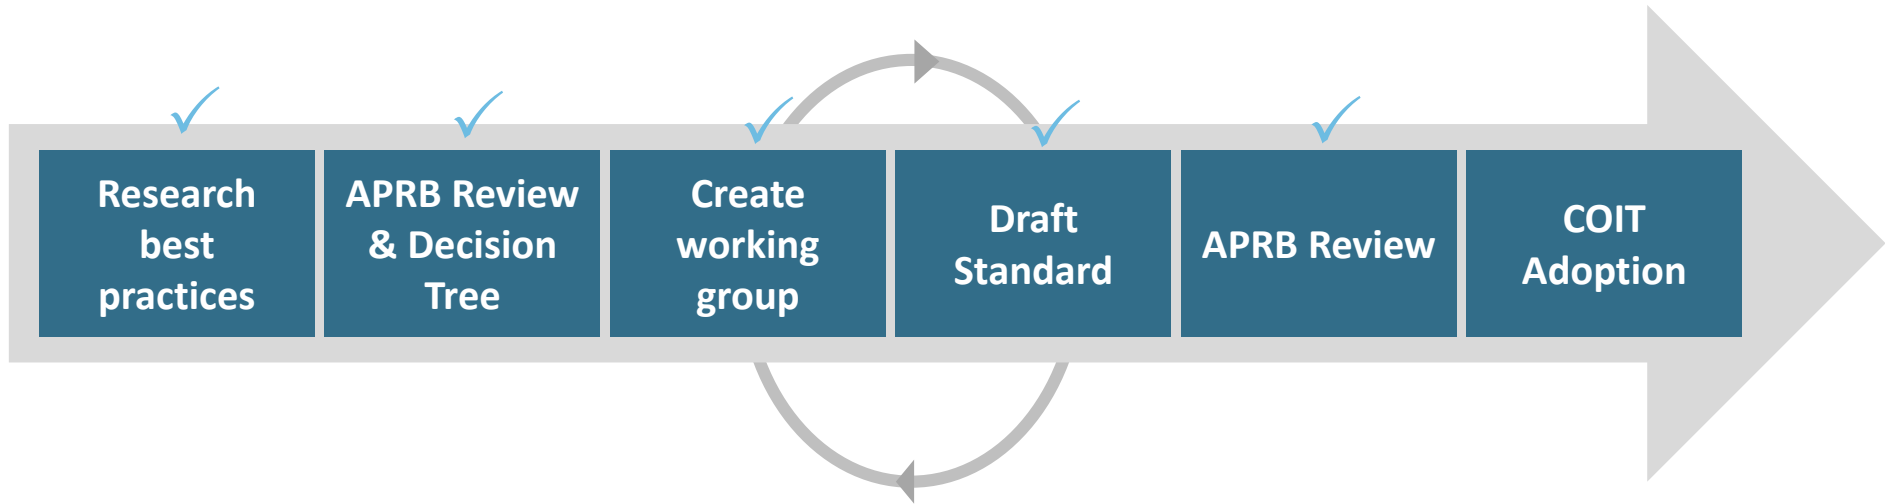 Research
best
practices
APRB Review
& Decision
Tree
Create
working
group
Draft
Standard
APRB Review
COIT
Adoption